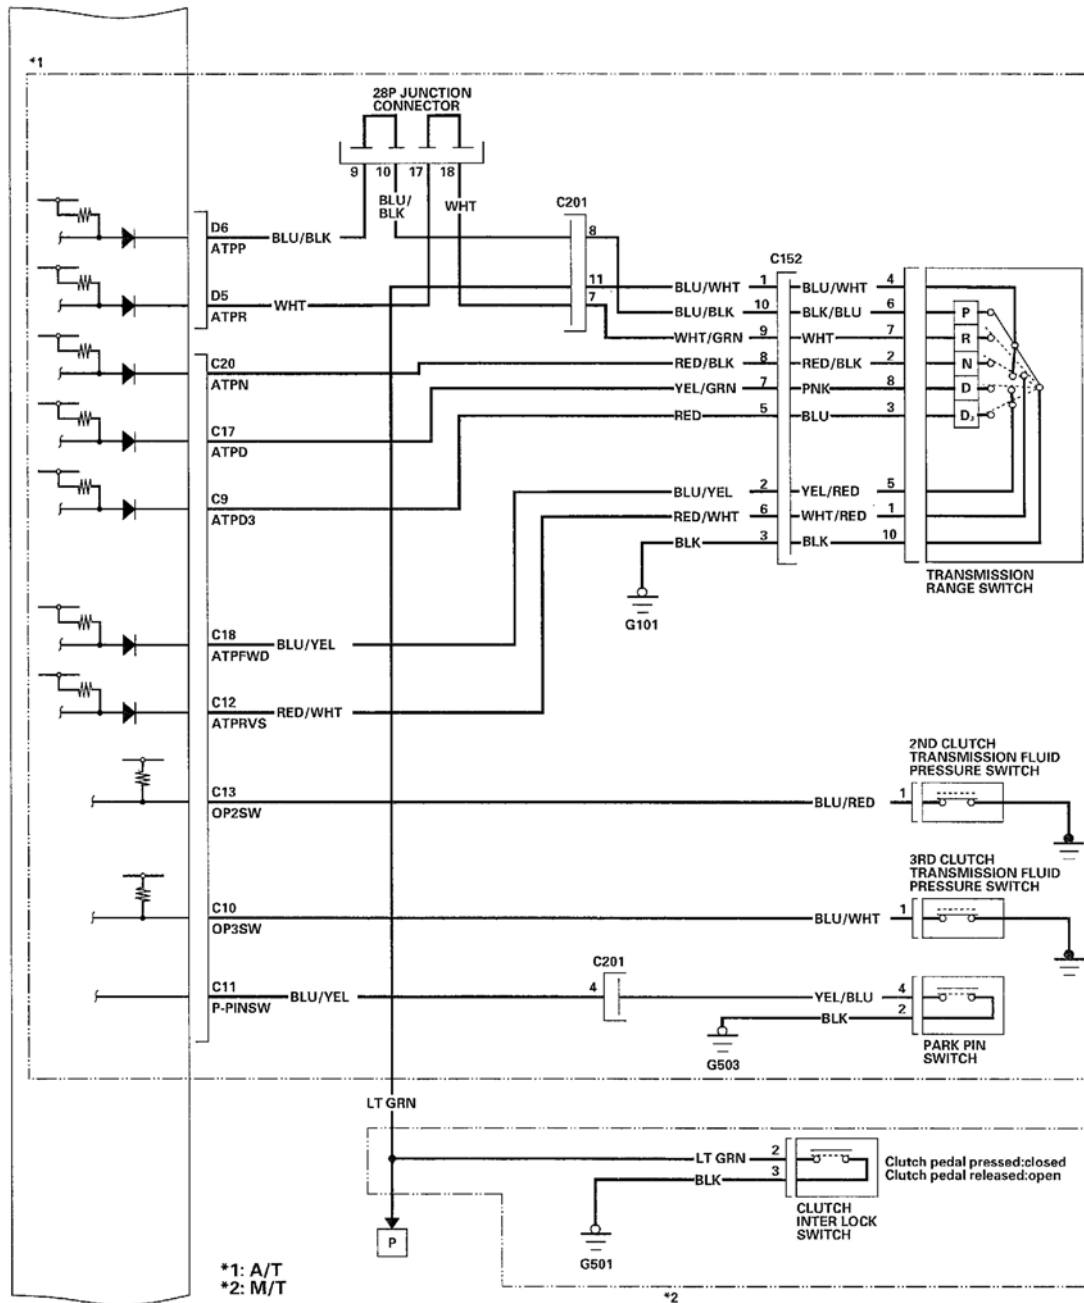 *1
28P JUNCTION
CONNECTOR
9 10 17 18
BLU/
BLK
WHT
C201
D6
ATPP
BLU/BLK
8
C152
D5
ATPR
WHT
11
7
BLU/WHT 1 BLU/WHT 4
BLU/BLK 10 BLK/BLU 6 P
WHT/GRN 9 WHT 7 R
C20
ATPN
RED/BLK 8 RED/BLK 2 N
YEL/GRN 7 PNK 8 D
RED 5 BLU 3 D3
C17
ATPD
C9
ATPD3
BLU/YEL 2 YEL/RED 5
RED/WHT 6 WHT/RED 1
BLK 3 BLK 10
TRANSMISSION
RANGE SWITCH
G101
C18
ATPFWD
BLU/YEL
C12
ATPRVS
RED/WHT
2ND CLUTCH
TRANSMISSION FLUID
PRESSURE SWITCH
C13
OP2SW
BLU/RED 1
3RD CLUTCH
TRANSMISSION FLUID
PRESSURE SWITCH
C10
OP3SW
BLU/WHT 1
C201
C11
P-PINSW
BLU/YEL 4 YEL/BLU 4
BLK 2
G503
PARK PIN
SWITCH
LT GRN
LT GRN 2
BLK 3
Clutch pedal pressed:closed
Clutch pedal released:open
CLUTCH
INTER LOCK
SWITCH
P
G501
*1: A/T
*2: M/T
*2